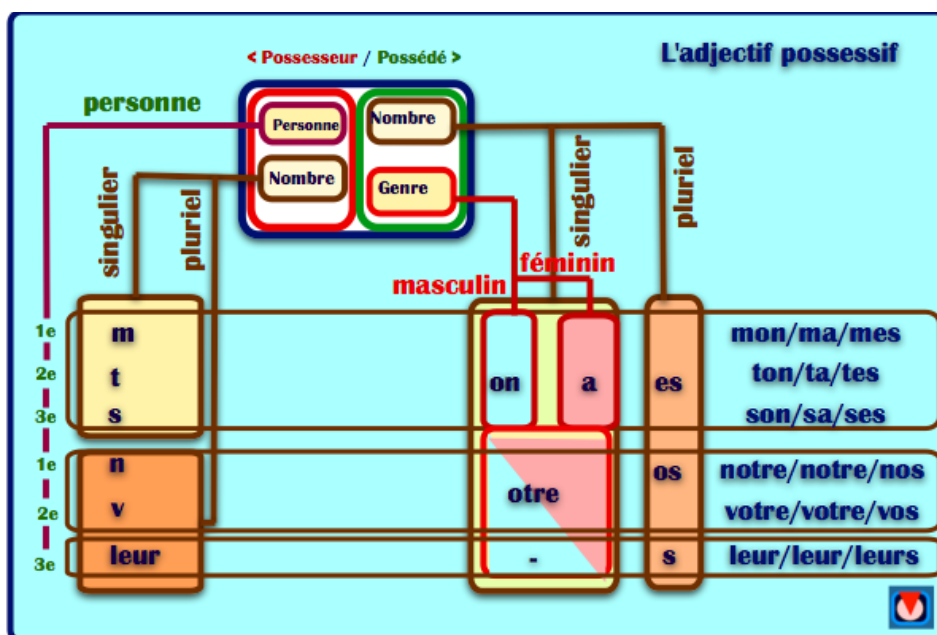 L'adjectif possessif
< Possesseur / Possédé >
personne
Personne
Nombre
Nombre
Genre
singulier
pluriel
singulier
pluriel
masculin
féminin
1e m on a es mon/ma/mes
2e t ton/ta/tes
3e s son/sa/ses
1e n otre os notre/notre/nos
2e v votre/votre/vos
3e leur - s leur/leur/leurs